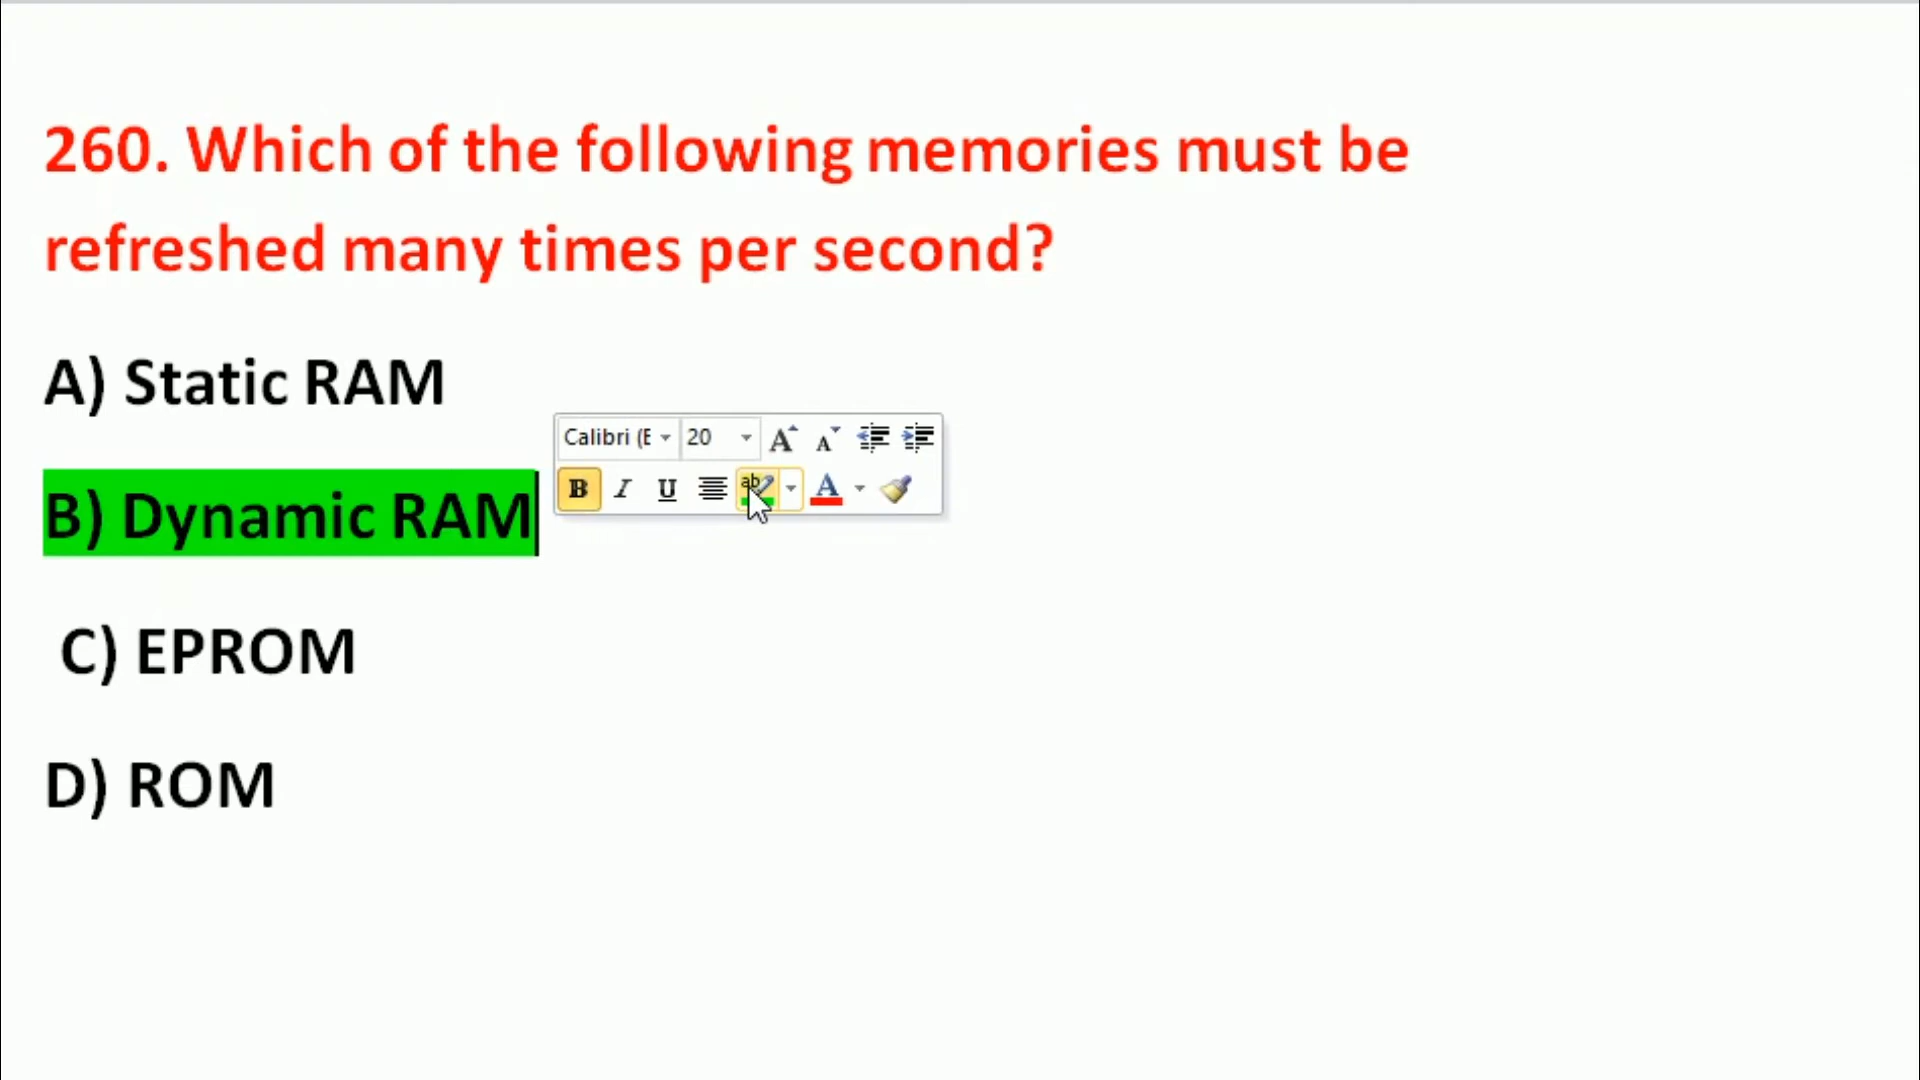 260. Which of the following memories must be
refreshed many times per second?
A) Static RAM
Calibri (E 20
B) Dynamic RAM
C) EPROM
D) ROM